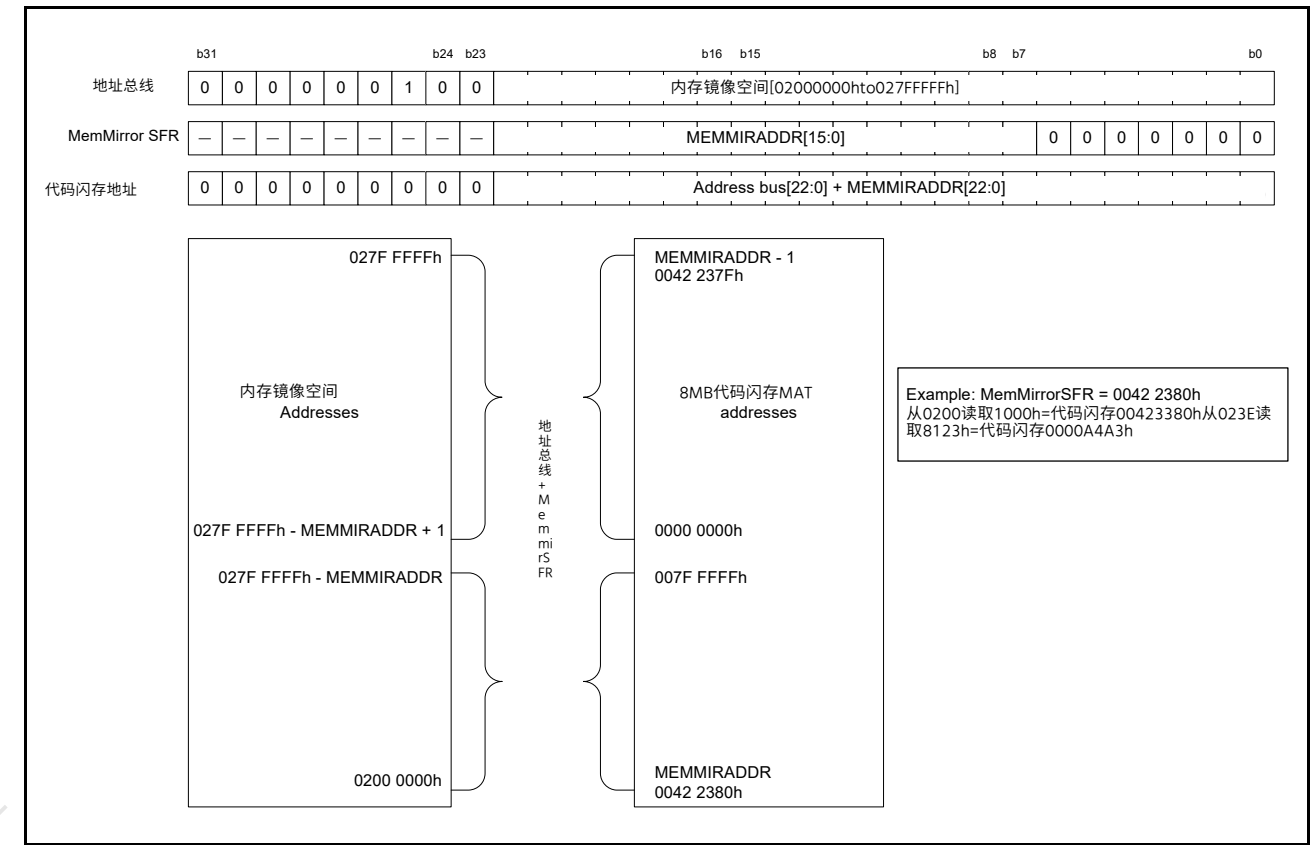 b31 b24 b23 b16 b15 b8 b7 b0
地址总线 0 0 0 0 0 0 1 0 0 内存镜像空间[02000000hto027FFFFFh]
MemMirror SFR — — — — — — — — — MEMMIRADDR[15:0] 0 0 0 0 0 0 0
代码闪存地址 0 0 0 0 0 0 0 0 0 Address bus[22:0] + MEMMIRADDR[22:0]
027F FFFFh
内存镜像空间
Addresses
027F FFFFh - MEMMIRADDR + 1
027F FFFFh - MEMMIRADDR
0200 0000h
地
址
总
线
+
M
e
m
mi
rS
FR
MEMMIRADDR - 1
0042 237Fh
8MB代码闪存MAT
addresses
0000 0000h
007F FFFFh
MEMMIRADDR
0042 2380h
Example: MemMirrorSFR = 0042 2380h
从0200读取1000h=代码闪存00423380h从023E读
取8123h=代码闪存0000A4A3h